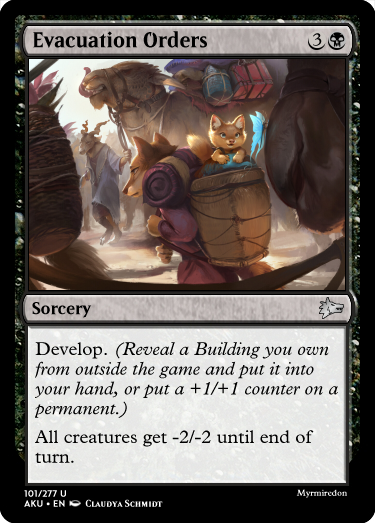 Evacuation Orders 3
Sorcery
Develop. (Reveal a Building you own
from outside the game and put it into
your hand, or put a +1/+1 counter on a
permanent.)
All creatures get -2/-2 until end of
turn.
101/277 U
Myrmiredon
AKU • EN Claudya Schmidt